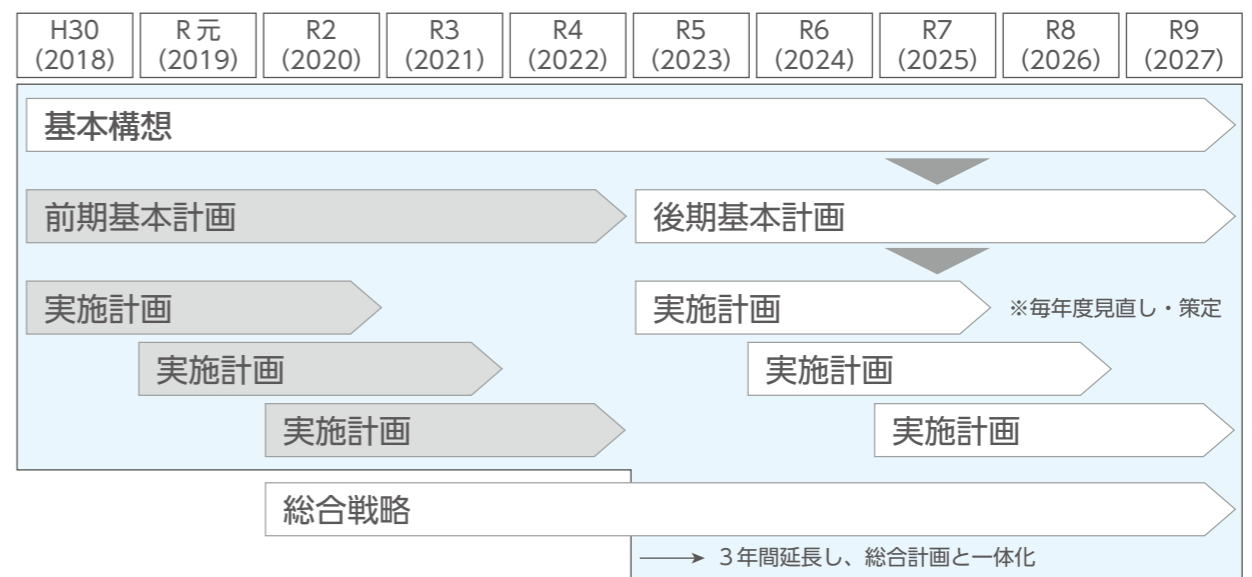 H30 R元 R2 R3 R4 R5 R6 R7 R8 R9
(2018) (2019) (2020) (2021) (2022) (2023) (2024) (2025) (2026) (2027)
基本構想
前期基本計画 後期基本計画
実施計画 実施計画 ※毎年度見直し・策定
実施計画 実施計画
実施計画 実施計画
総合戦略
3年間延長し、総合計画と一体化